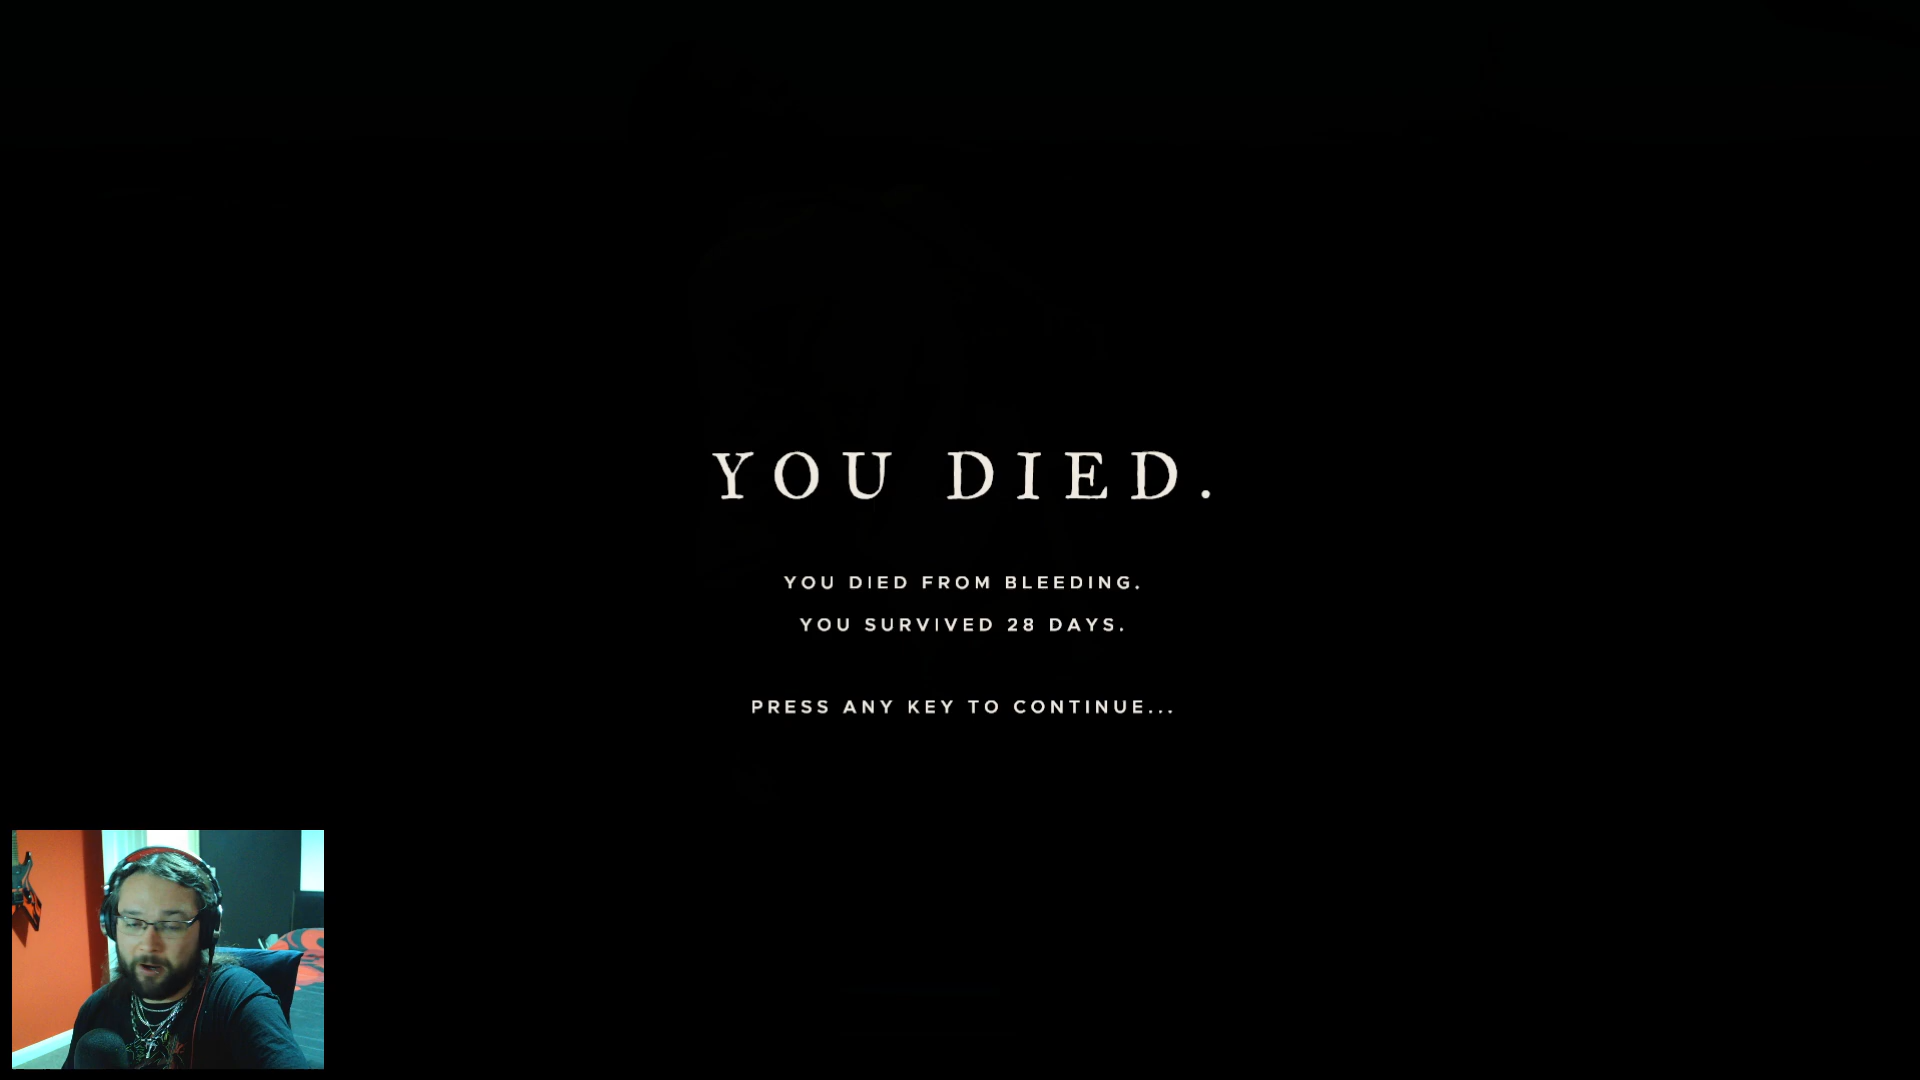 YOU DIED.
YOU DIED FROM BLEEDING.
YOU SURVIVED 28 DAYS.
PRESS ANY KEY TO CONTINUE...